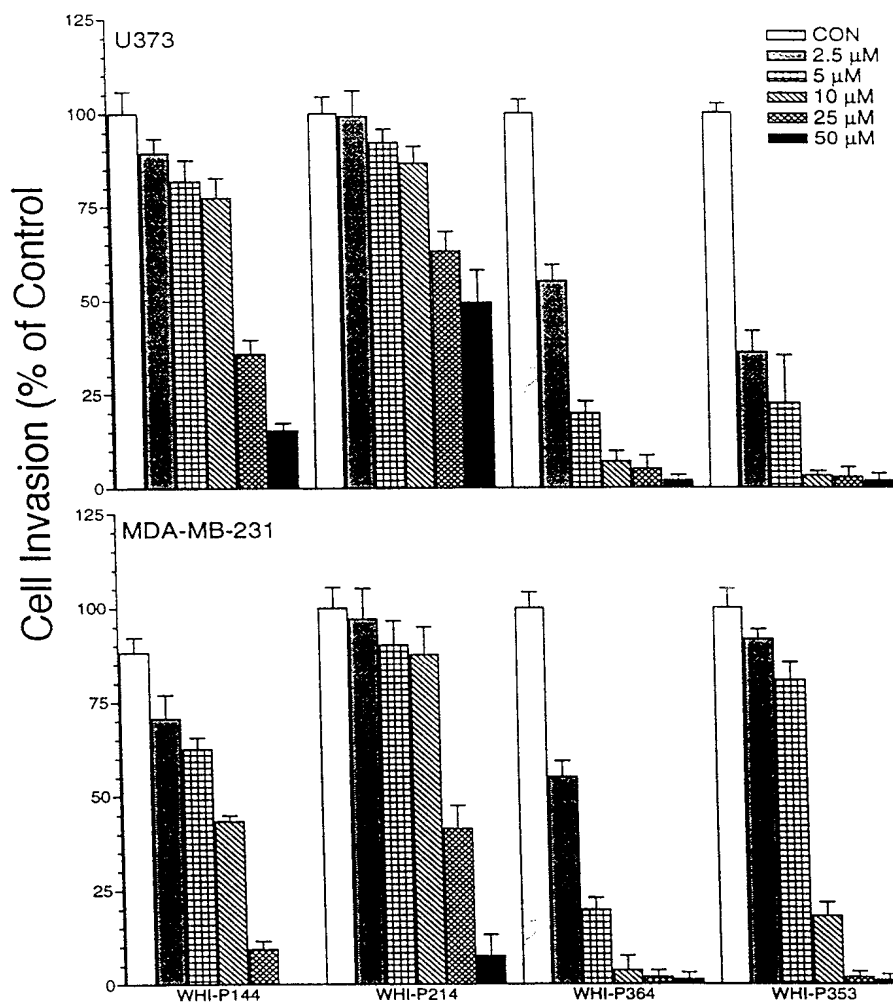 Cell Invasion (% of Control
U373
CON
2.5 µM
5 µM
10 µM
25 µM
50 µM
125
100
75
50
25
0
MDA-MB-231
125
100
75
50
25
0
WHI-P144 WHI-P214 WHI-P364 WHI-P353